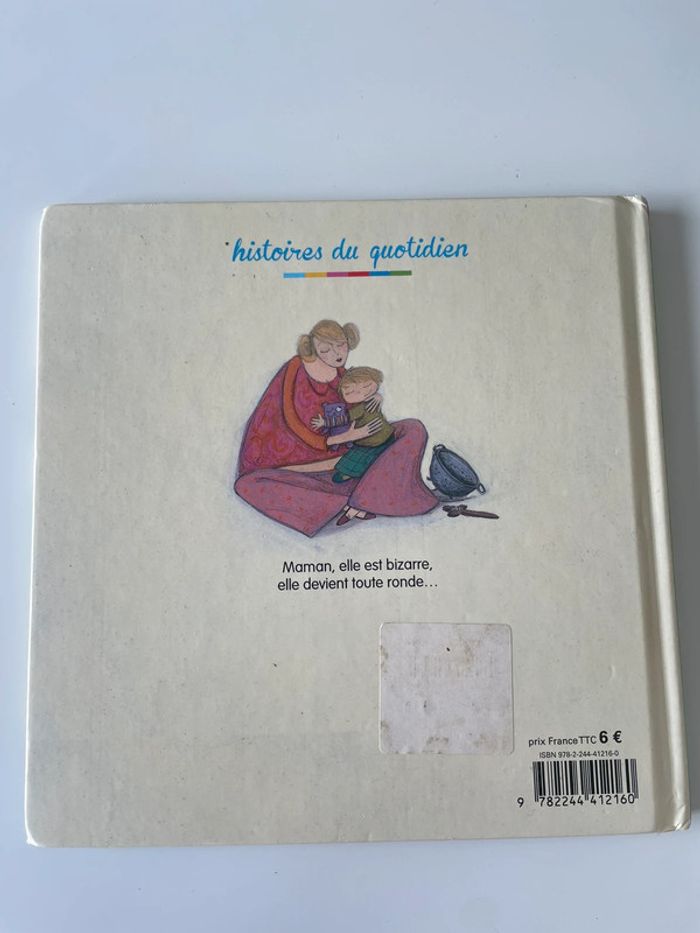 histoires du quotidien
Maman, elle est bizarre,
elle devient toute ronde...
prix France TTC 6 €
ISBN 978-2-244-41216-0
9 782244 412160